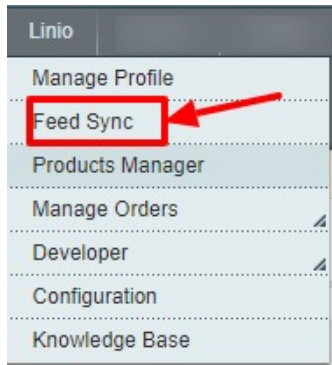 Linio
Manage Profile
Feed Sync
Products Manager
Manage Orders
Developer
Configuration
Knowledge Base